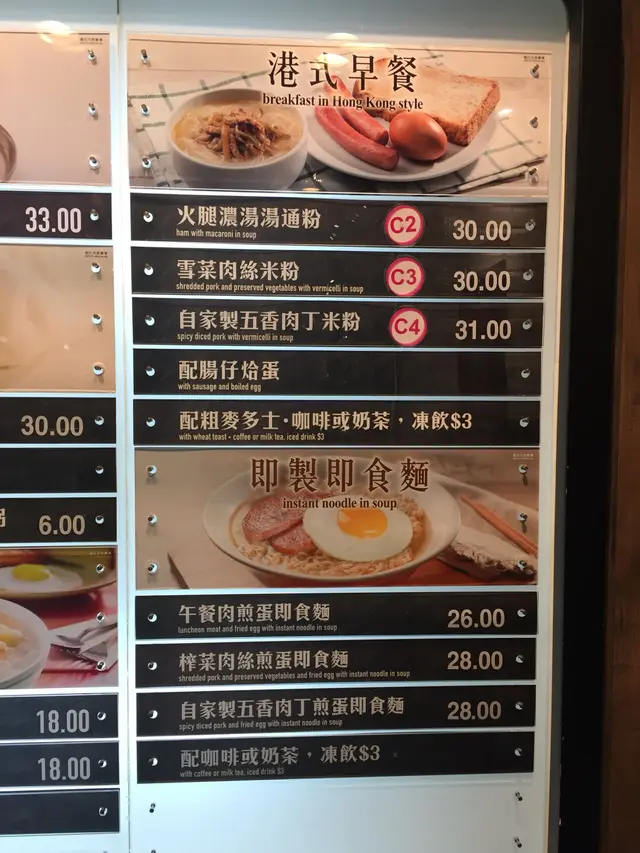 港式早餐
breakfast in Hong Kong style
火腿濃湯湯通粉 C2 30.00
ham with macaroni in soup
雪菜肉絲米粉 C3 30.00
shredded pork and preserved vegetables with vermicelli in soup
自家製五香肉丁米粉 C4 31.00
spicy diced pork with vermicelli in soup
配腸仔烚蛋
with sausage and boiled egg
配粗麥多士·咖啡或奶茶，凍飲$3
with wheat toast • coffee or milk tea, iced drink $3
即製即食麵
instant noodle in soup
午餐肉煎蛋即食麵 26.00
luncheon meat and fried egg with instant noodle in soup
榨菜肉絲煎蛋即食麵 28.00
shredded pork and preserved vegetables and fried egg with instant noodle in soup
自家製五香肉丁煎蛋即食麵 28.00
spicy diced pork and fried egg with instant noodle in soup
配咖啡或奶茶，凍飲$3
with coffee or milk tea, iced drink $3
33.00
30.00
6.00
18.00
18.00